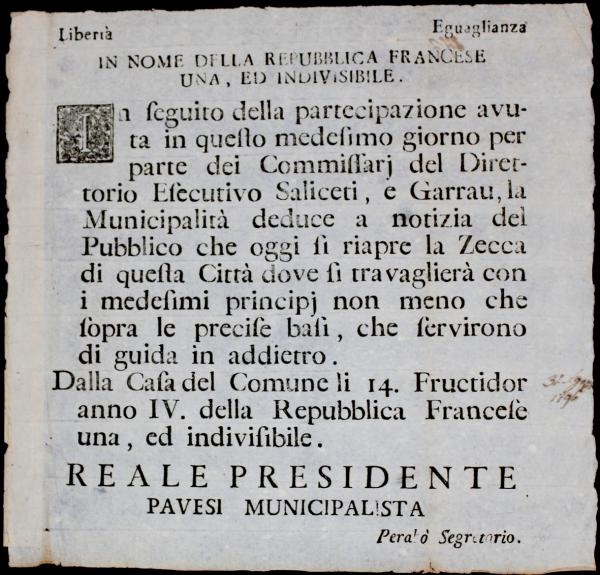 Libertà Eguaglianza
IN NOME DELLA REPUBBLICA FRANCESE
UNA, ED INDIVISIBILE.
In ſeguito della partecipazione avu-
ta in queſto medeſimo giorno per
parte dei Commiſſarj del Diret-
torio Eſecutivo Saliceti, e Garrau, la
Municipalità deduce a notizia del
Pubblico che oggi ſi riapre la Zecca
di queſta Città dove ſi travaglierà con
i medeſimi principj non meno che
ſopra le preciſe baſi, che ſervirono
di guida in addietro.
Dalla Caſa del Comune li 14. Fructidor
anno IV. della Repubblica Franceſe
una, ed indiviſibile.
REALE PRESIDENTE
PAVESI MUNICIPALISTA
Segretario.